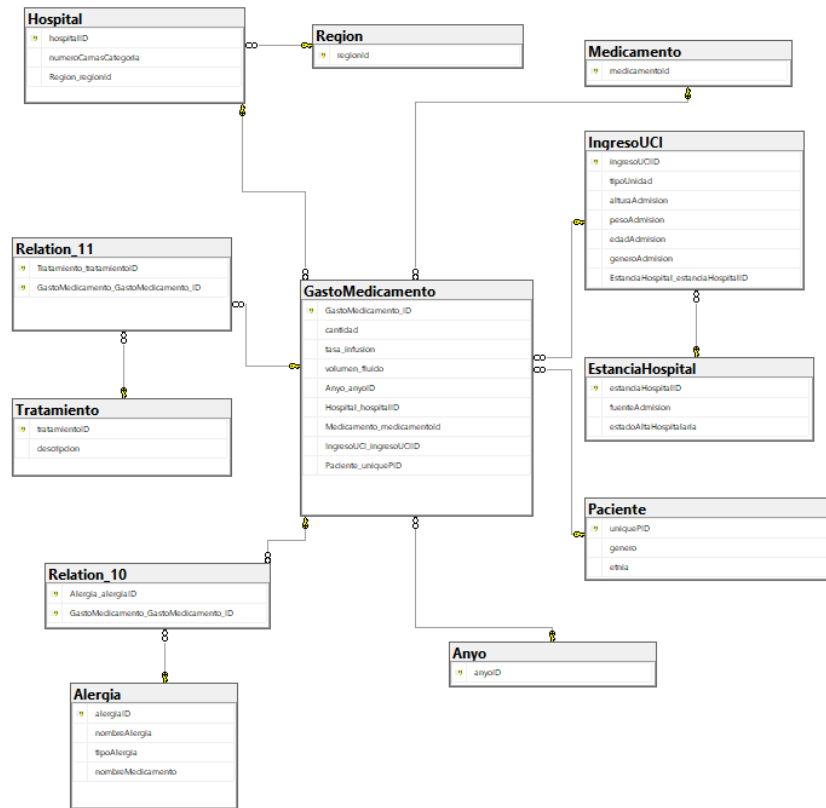 Hospital
hospitalID
numeroCamasCategoria
Region_regionId
Region
regionId
Medicamento
medicamentoId
IngresoUCI
ingresoUCIID
tipoUnidad
alturaAdmision
pesoAdmision
edadAdmision
generoAdmision
EstanciaHospital_estanciaHospitalID
Relation_11
Tratamiento_tratamientoID
GastoMedicamento_GastoMedicamento_ID
GastoMedicamento
GastoMedicamento_ID
cantidad
tasa_infusion
volumen_fluido
Anyo_anyoID
Hospital_hospitalID
Medicamento_medicamentoId
IngresoUCI_ingresoUCIID
Paciente_uniquePID
EstanciaHospital
estanciaHospitalID
fuenteAdmision
estadoAltaHospitalaria
Tratamiento
tratamientoID
descripcion
Paciente
uniquePID
genero
etnia
Relation_10
Alergia_alergiaID
GastoMedicamento_GastoMedicamento_ID
Anyo
anyoID
Alergia
alergiaID
nombreAlergia
tipoAlergia
nombreMedicamento